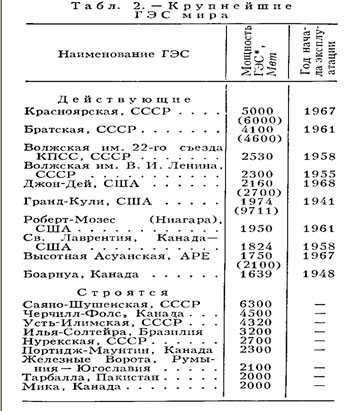 Табл. 2. — Крупнейшие
ГЭС мира
Наименование ГЭС
Мощность ГЭС*, Мвт
Год начала эксплуатации
Действующие
Красноярская, СССР . . . . 5000 1967
(6000)
Братская, СССР . . . . . . . 4100 1961
(4600)
Волжская им. 22-го съезда
КПСС, СССР . . . . . . . 2530 1958
Волжская им. В. И. Ленина,
СССР . . . . . . . . . . . 2300 1955
Джон-Дей, США . . . . . . . 2160 1968
(2700)
Гранд-Кули, США . . . . . . 1974 1941
(9711)
Роберт-Мозес (Ниагара),
США . . . . . . . . . . . 1950 1961
Св. Лаврентия, Канада—
США . . . . . . . . . . . 1824 1958
Высотная Асуанская, АРЕ 1750 1967
(2100)
Боарнуа, Канада . . . . . . 1639 1948
Строятся
Саяно-Шушенская, СССР 6300 —
Черчилл-Фолс, Канада . . . 4500 —
Усть-Илимская, СССР . . . 4320 —
Илья-Солтейра, Бразилия 3200 —
Нурекская, СССР . . . . . . 2700 —
Портидж-Маунтин, Канада 2300 —
Железные Ворота, Румы-
ния — Югославия . . . . . 2100 —
Тарбалла, Пакистан . . . . 2000 —
Мика, Канада . . . . . . . . 2000 —